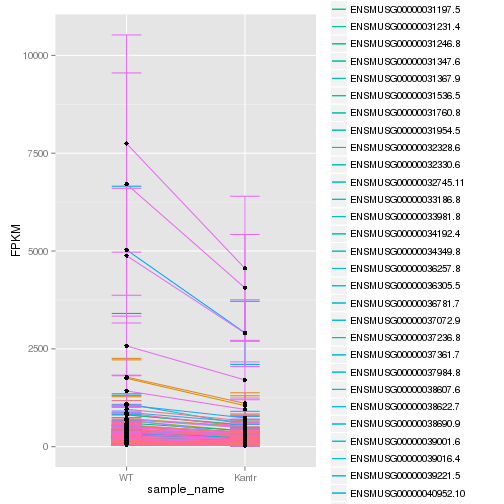 10000
7500
5000
2500
0
FPKM
WT
Kantr
sample_name
ENSMUSG00000031197.5
ENSMUSG00000031231.4
ENSMUSG00000031246.8
ENSMUSG00000031347.6
ENSMUSG00000031367.9
ENSMUSG00000031536.5
ENSMUSG00000031760.8
ENSMUSG00000031954.5
ENSMUSG00000032328.6
ENSMUSG00000032330.6
ENSMUSG00000032745.11
ENSMUSG00000033186.8
ENSMUSG00000033981.8
ENSMUSG00000034192.4
ENSMUSG00000034349.8
ENSMUSG00000036257.8
ENSMUSG00000036305.5
ENSMUSG00000036781.7
ENSMUSG00000037072.9
ENSMUSG00000037236.8
ENSMUSG00000037361.7
ENSMUSG00000037984.8
ENSMUSG00000038607.6
ENSMUSG00000038622.7
ENSMUSG00000038690.9
ENSMUSG00000039001.6
ENSMUSG00000039016.4
ENSMUSG00000039221.5
ENSMUSG00000040952.10